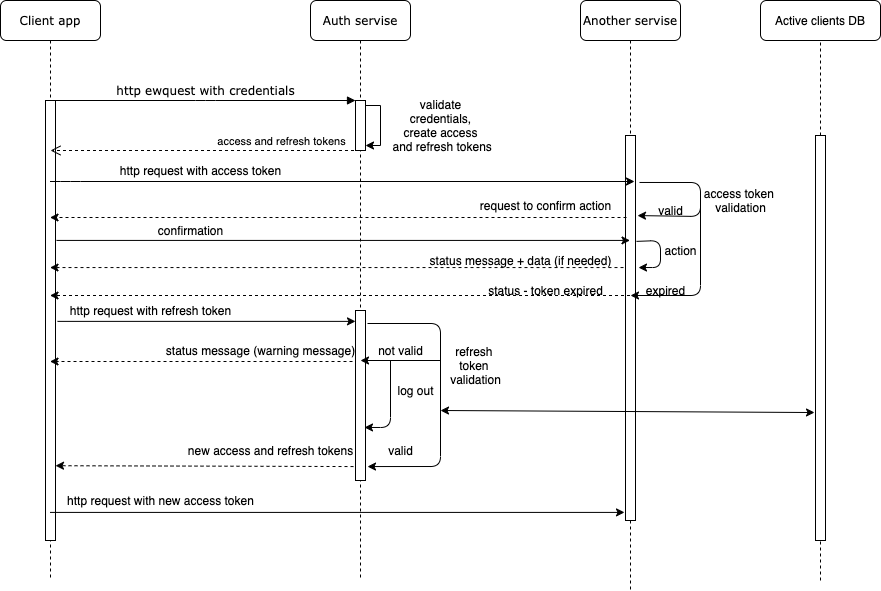 Client app
Auth servise
Another servise
Active clients DB
http ewquest with credentials
validate
credentials,
create access
and refresh tokens
access and refresh tokens
http request with access token
access token
validation
request to confirm action
valid
confirmation
action
status message + data (if needed)
status - token expired
expired
http request with refresh token
status message (warning message)
not valid
refresh
token
validation
log out
new access and refresh tokens
valid
http request with new access token